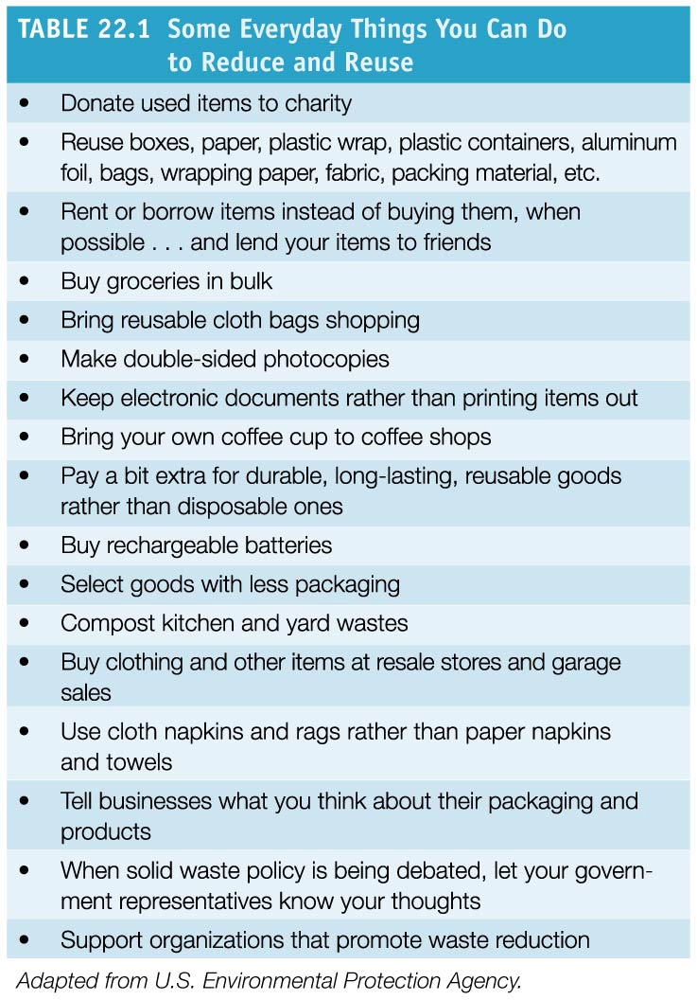 TABLE 22.1 Some Everyday Things You Can Do
to Reduce and Reuse
• Donate used items to charity
• Reuse boxes, paper, plastic wrap, plastic containers, aluminum
foil, bags, wrapping paper, fabric, packing material, etc.
• Rent or borrow items instead of buying them, when
possible . . . and lend your items to friends
• Buy groceries in bulk
• Bring reusable cloth bags shopping
• Make double-sided photocopies
• Keep electronic documents rather than printing items out
• Bring your own coffee cup to coffee shops
• Pay a bit extra for durable, long-lasting, reusable goods
rather than disposable ones
• Buy rechargeable batteries
• Select goods with less packaging
• Compost kitchen and yard wastes
• Buy clothing and other items at resale stores and garage
sales
• Use cloth napkins and rags rather than paper napkins
and towels
• Tell businesses what you think about their packaging and
products
• When solid waste policy is being debated, let your govern-
ment representatives know your thoughts
• Support organizations that promote waste reduction
Adapted from U.S. Environmental Protection Agency.